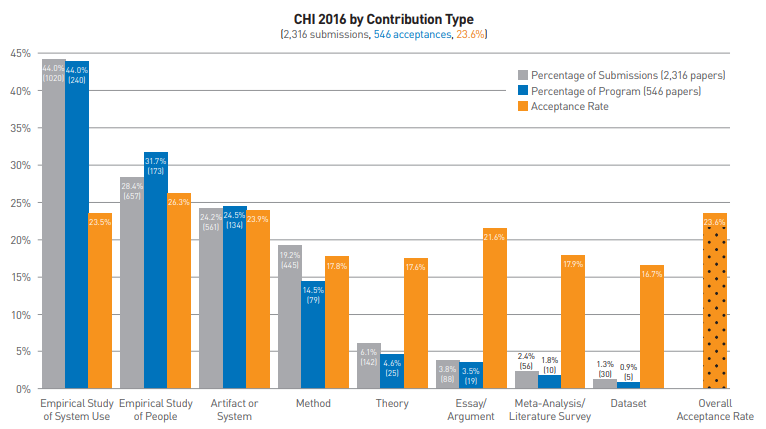 CHI 2016 by Contribution Type
(2,316 submissions, 546 acceptances, 23.6%)
45%
40%
35%
30%
25%
20%
15%
10%
5%
0%
Percentage of Submissions (2,316 papers)
Percentage of Program (546 papers)
Acceptance Rate
44.0%
(1020)
44.0%
(240)
23.5%
28.4%
(657)
31.7%
(173)
26.3%
24.2%
(561)
24.5%
(134)
23.9%
19.2%
(445)
14.5%
(79)
17.8%
6.1%
(142)
4.6%
(25)
17.6%
3.8%
(88)
3.5%
(19)
21.6%
2.4%
(56)
1.8%
(10)
17.9%
1.3%
(30)
0.9%
(5)
16.7%
23.6%
Empirical Study
of System Use
Empirical Study
of People
Artifact or
System
Method
Theory
Essay/
Argument
Meta-Analysis/
Literature Survey
Dataset
Overall
Acceptance Rate